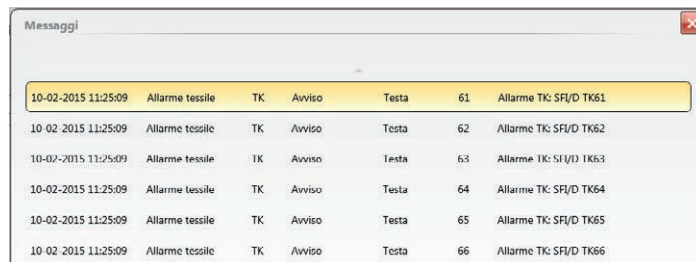 Messaggi
10-02-2015 11:25:09 Allarme tessile TK Avviso Testa 61 Allarme TK: SFI/D TK61
10-02-2015 11:25:09 Allarme tessile TK Avviso Testa 62 Allarme TK: SFI/D TK62
10-02-2015 11:25:09 Allarme tessile TK Avviso Testa 63 Allarme TK: SFI/D TK63
10-02-2015 11:25:09 Allarme tessile TK Avviso Testa 64 Allarme TK: SFI/D TK64
10-02-2015 11:25:09 Allarme tessile TK Avviso Testa 65 Allarme TK: SFI/D TK65
10-02-2015 11:25:09 Allarme tessile TK Avviso Testa 66 Allarme TK: SFI/D TK66